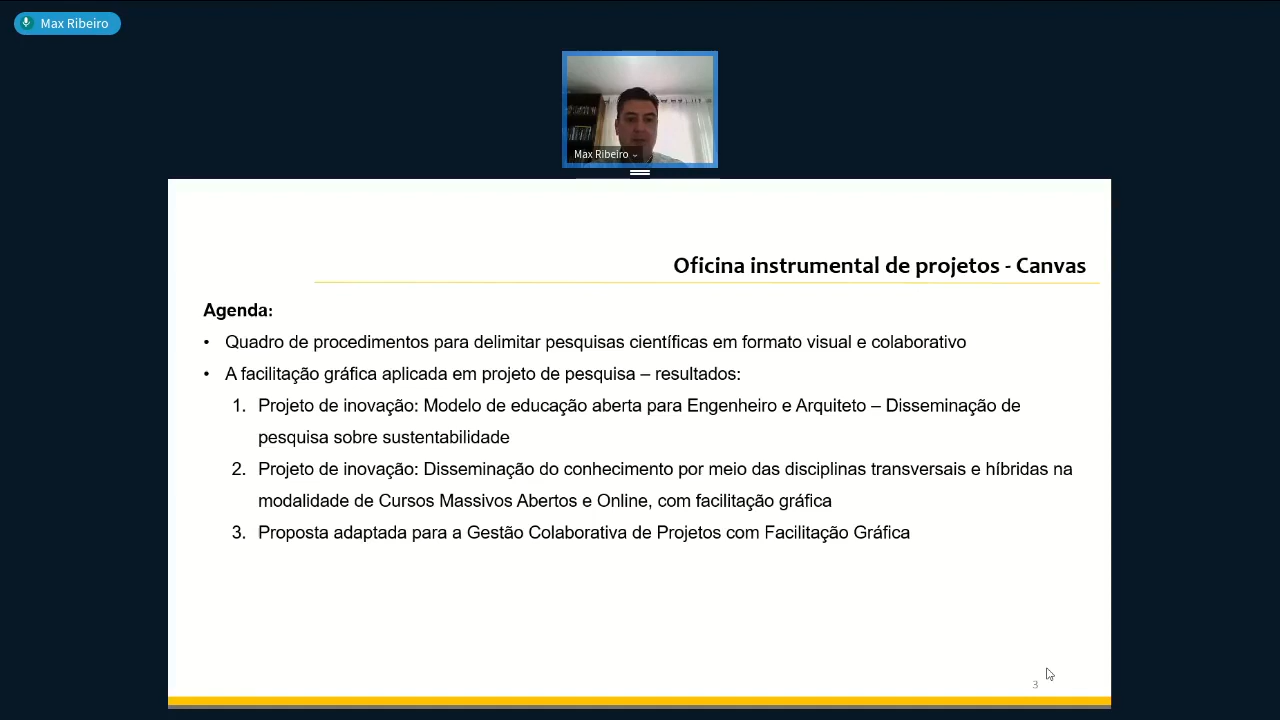 Max Ribeiro
Max Ribeiro
Oficina instrumental de projetos - Canvas
Agenda:
• Quadro de procedimentos para delimitar pesquisas científicas em formato visual e colaborativo
• A facilitação gráfica aplicada em projeto de pesquisa – resultados:
1. Projeto de inovação: Modelo de educação aberta para Engenheiro e Arquiteto – Disseminação de
pesquisa sobre sustentabilidade
2. Projeto de inovação: Disseminação do conhecimento por meio das disciplinas transversais e híbridas na
modalidade de Cursos Massivos Abertos e Online, com facilitação gráfica
3. Proposta adaptada para a Gestão Colaborativa de Projetos com Facilitação Gráfica
3